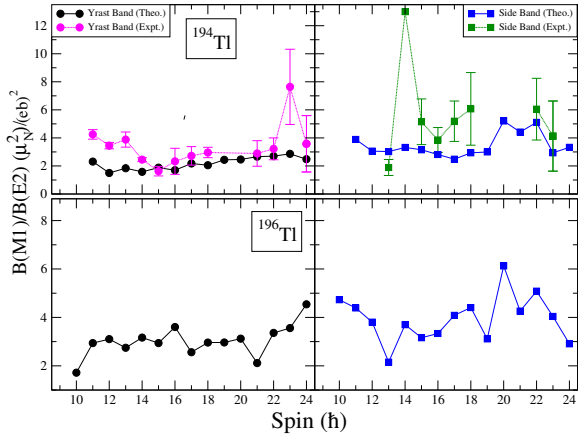 Yrast Band (Theo.)
Yrast Band (Expt.)
Side Band (Theo.)
Side Band (Expt.)
¹⁹⁴Tl
12
10
8
6
4
2
0
B(M1)/B(E2) (μ²_N)/(eb)²
¹⁹⁶Tl
8
6
4
2
10 12 14 16 18 20 22 24 10 12 14 16 18 20 22 24
Spin (ħ)